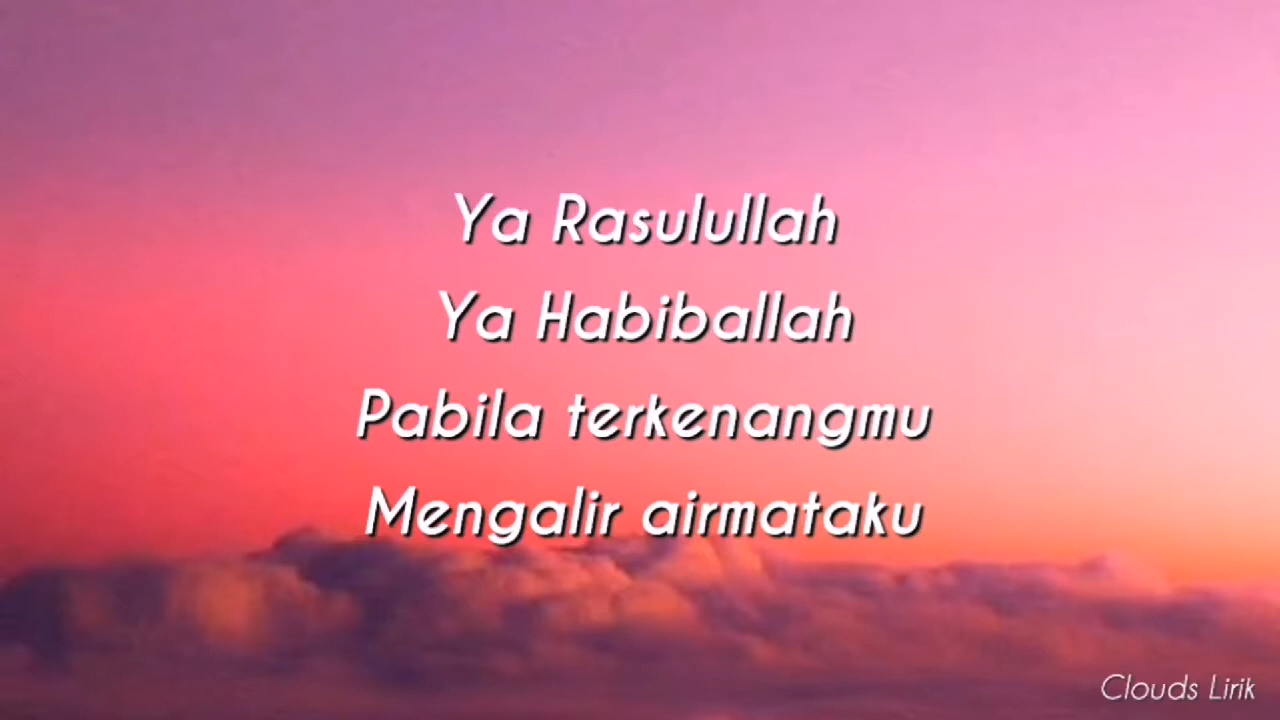 Ya Rasulullah
Ya Habiballah
Pabila terkenangmu
Mengalir airmataku
Clouds Lirik